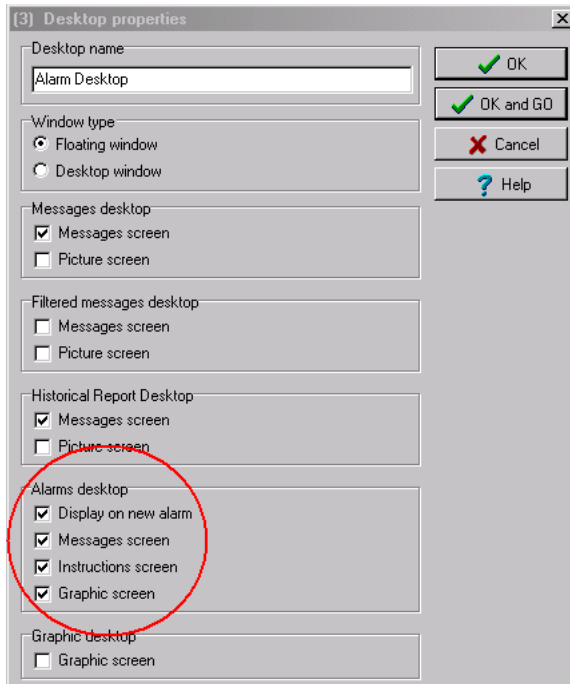 (3) Desktop properties
Desktop name
Alarm Desktop
OK
OK and GO
Cancel
Help
Window type
Floating window
Desktop window
Messages desktop
Messages screen
Picture screen
Filtered messages desktop
Messages screen
Picture screen
Historical Report Desktop
Messages screen
Picture screen
Alarms desktop
Display on new alarm
Messages screen
Instructions screen
Graphic screen
Graphic desktop
Graphic screen